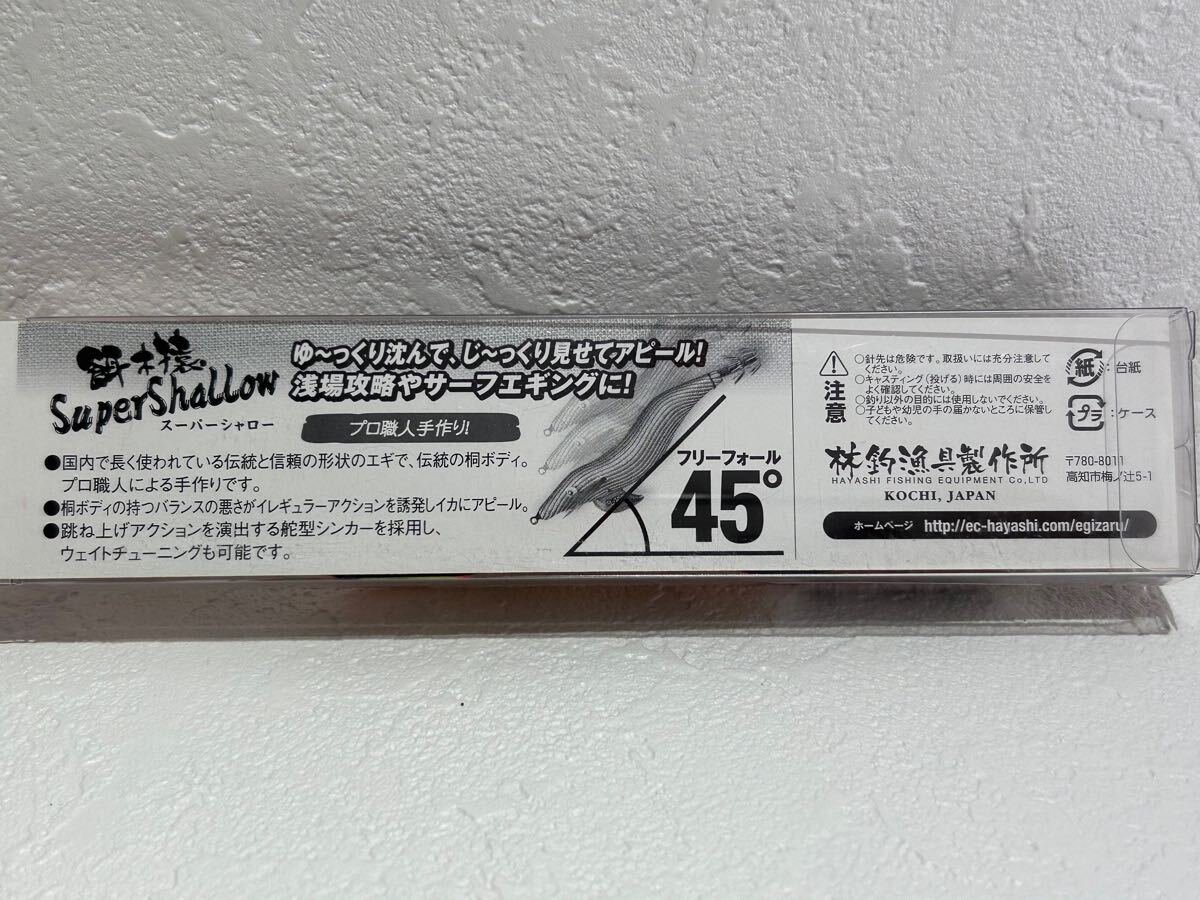 餌木猿
SuperShallow
スーパーシャロー
ゆ〜っくり沈んで、じ〜っくり見せてアピール!
浅場攻略やサーフエギングに!
プロ職人手作り!
●国内で長く使われている伝統と信頼の形状のエギで、伝統の桐ボディ。
プロ職人による手作りです。
●桐ボディの持つバランスの悪さがイレギュラーアクションを誘発しイカにアピール。
●跳ね上げアクションを演出する舵型シンカーを採用し、
ウェイトチューニングも可能です。
フリーフォール
45°
注意
○針先は危険です。取扱いには充分注意して
ください。
○キャスティング(投げる)時には周囲の安全を
よく確認してください。
○釣り以外の目的には使用しないでください。
○子どもや幼児の手の届かないところに保管し
てください。
紙:台紙
プラ:ケース
林釣漁具製作所
HAYASHI FISHING EQUIPMENT Co,LTD
KOCHI, JAPAN
〒780-8011
高知市梅ノ辻5-1
ホームページ http://ec-hayashi.com/egizaru/